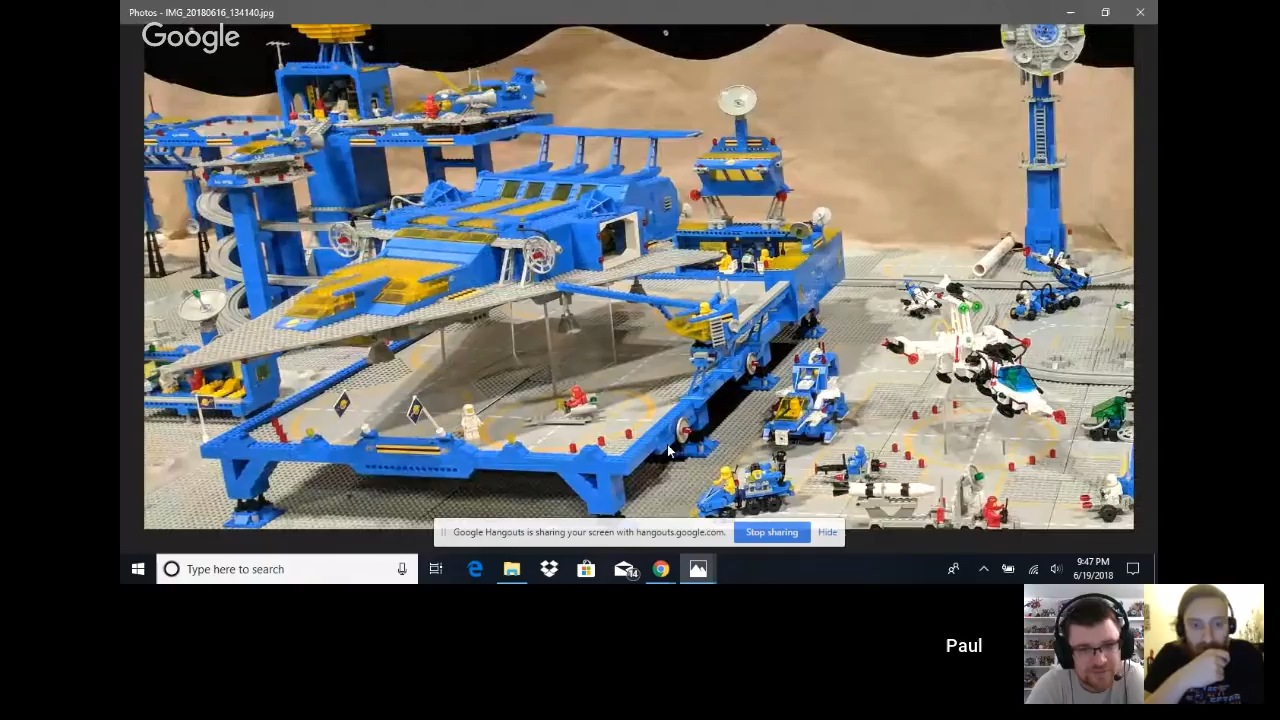 Photos - IMG_20180616_134140.jpg
Google
Google Hangouts is sharing your screen with hangouts.google.com.
Stop sharing
Hide
Type here to search
14
9:47 PM
6/19/2018
Paul